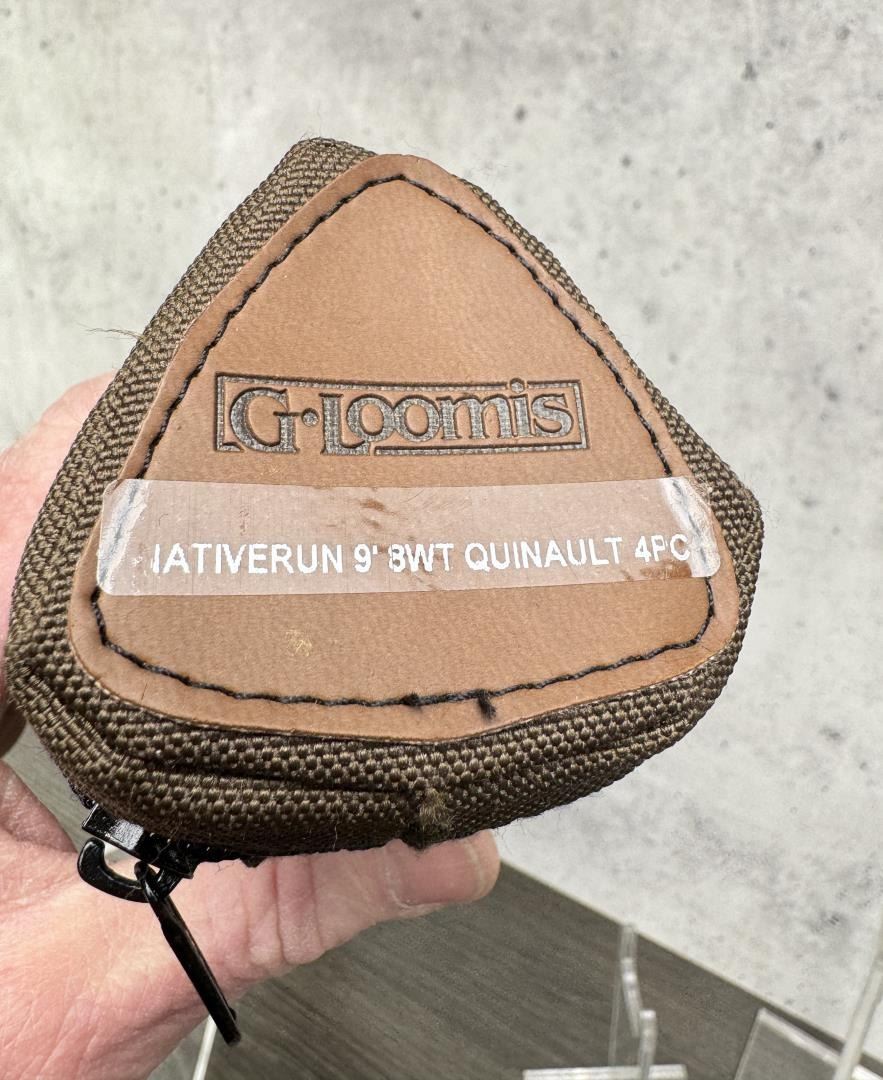 G·Loomis
IATIVERUN 9' 8WT QUINAULT 4PC